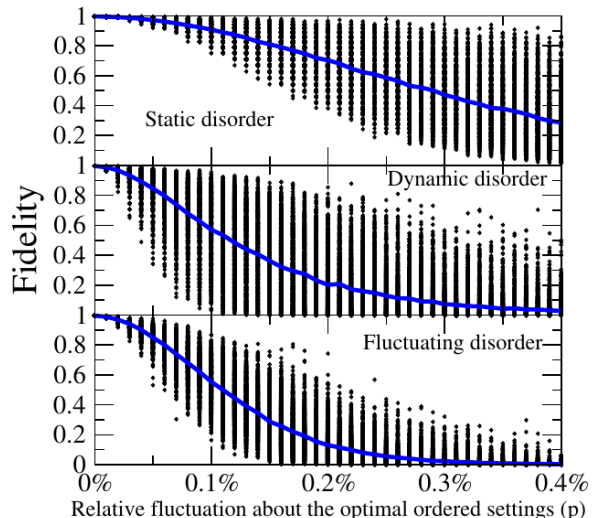 1
0.8
0.6
0.4
0.2
Static disorder
1
0.8
0.6
0.4
0.2
Dynamic disorder
Fidelity
1
0.8
0.6
0.4
0.2
0
Fluctuating disorder
0% 0.1% 0.2% 0.3% 0.4%
Relative fluctuation about the optimal ordered settings (p)